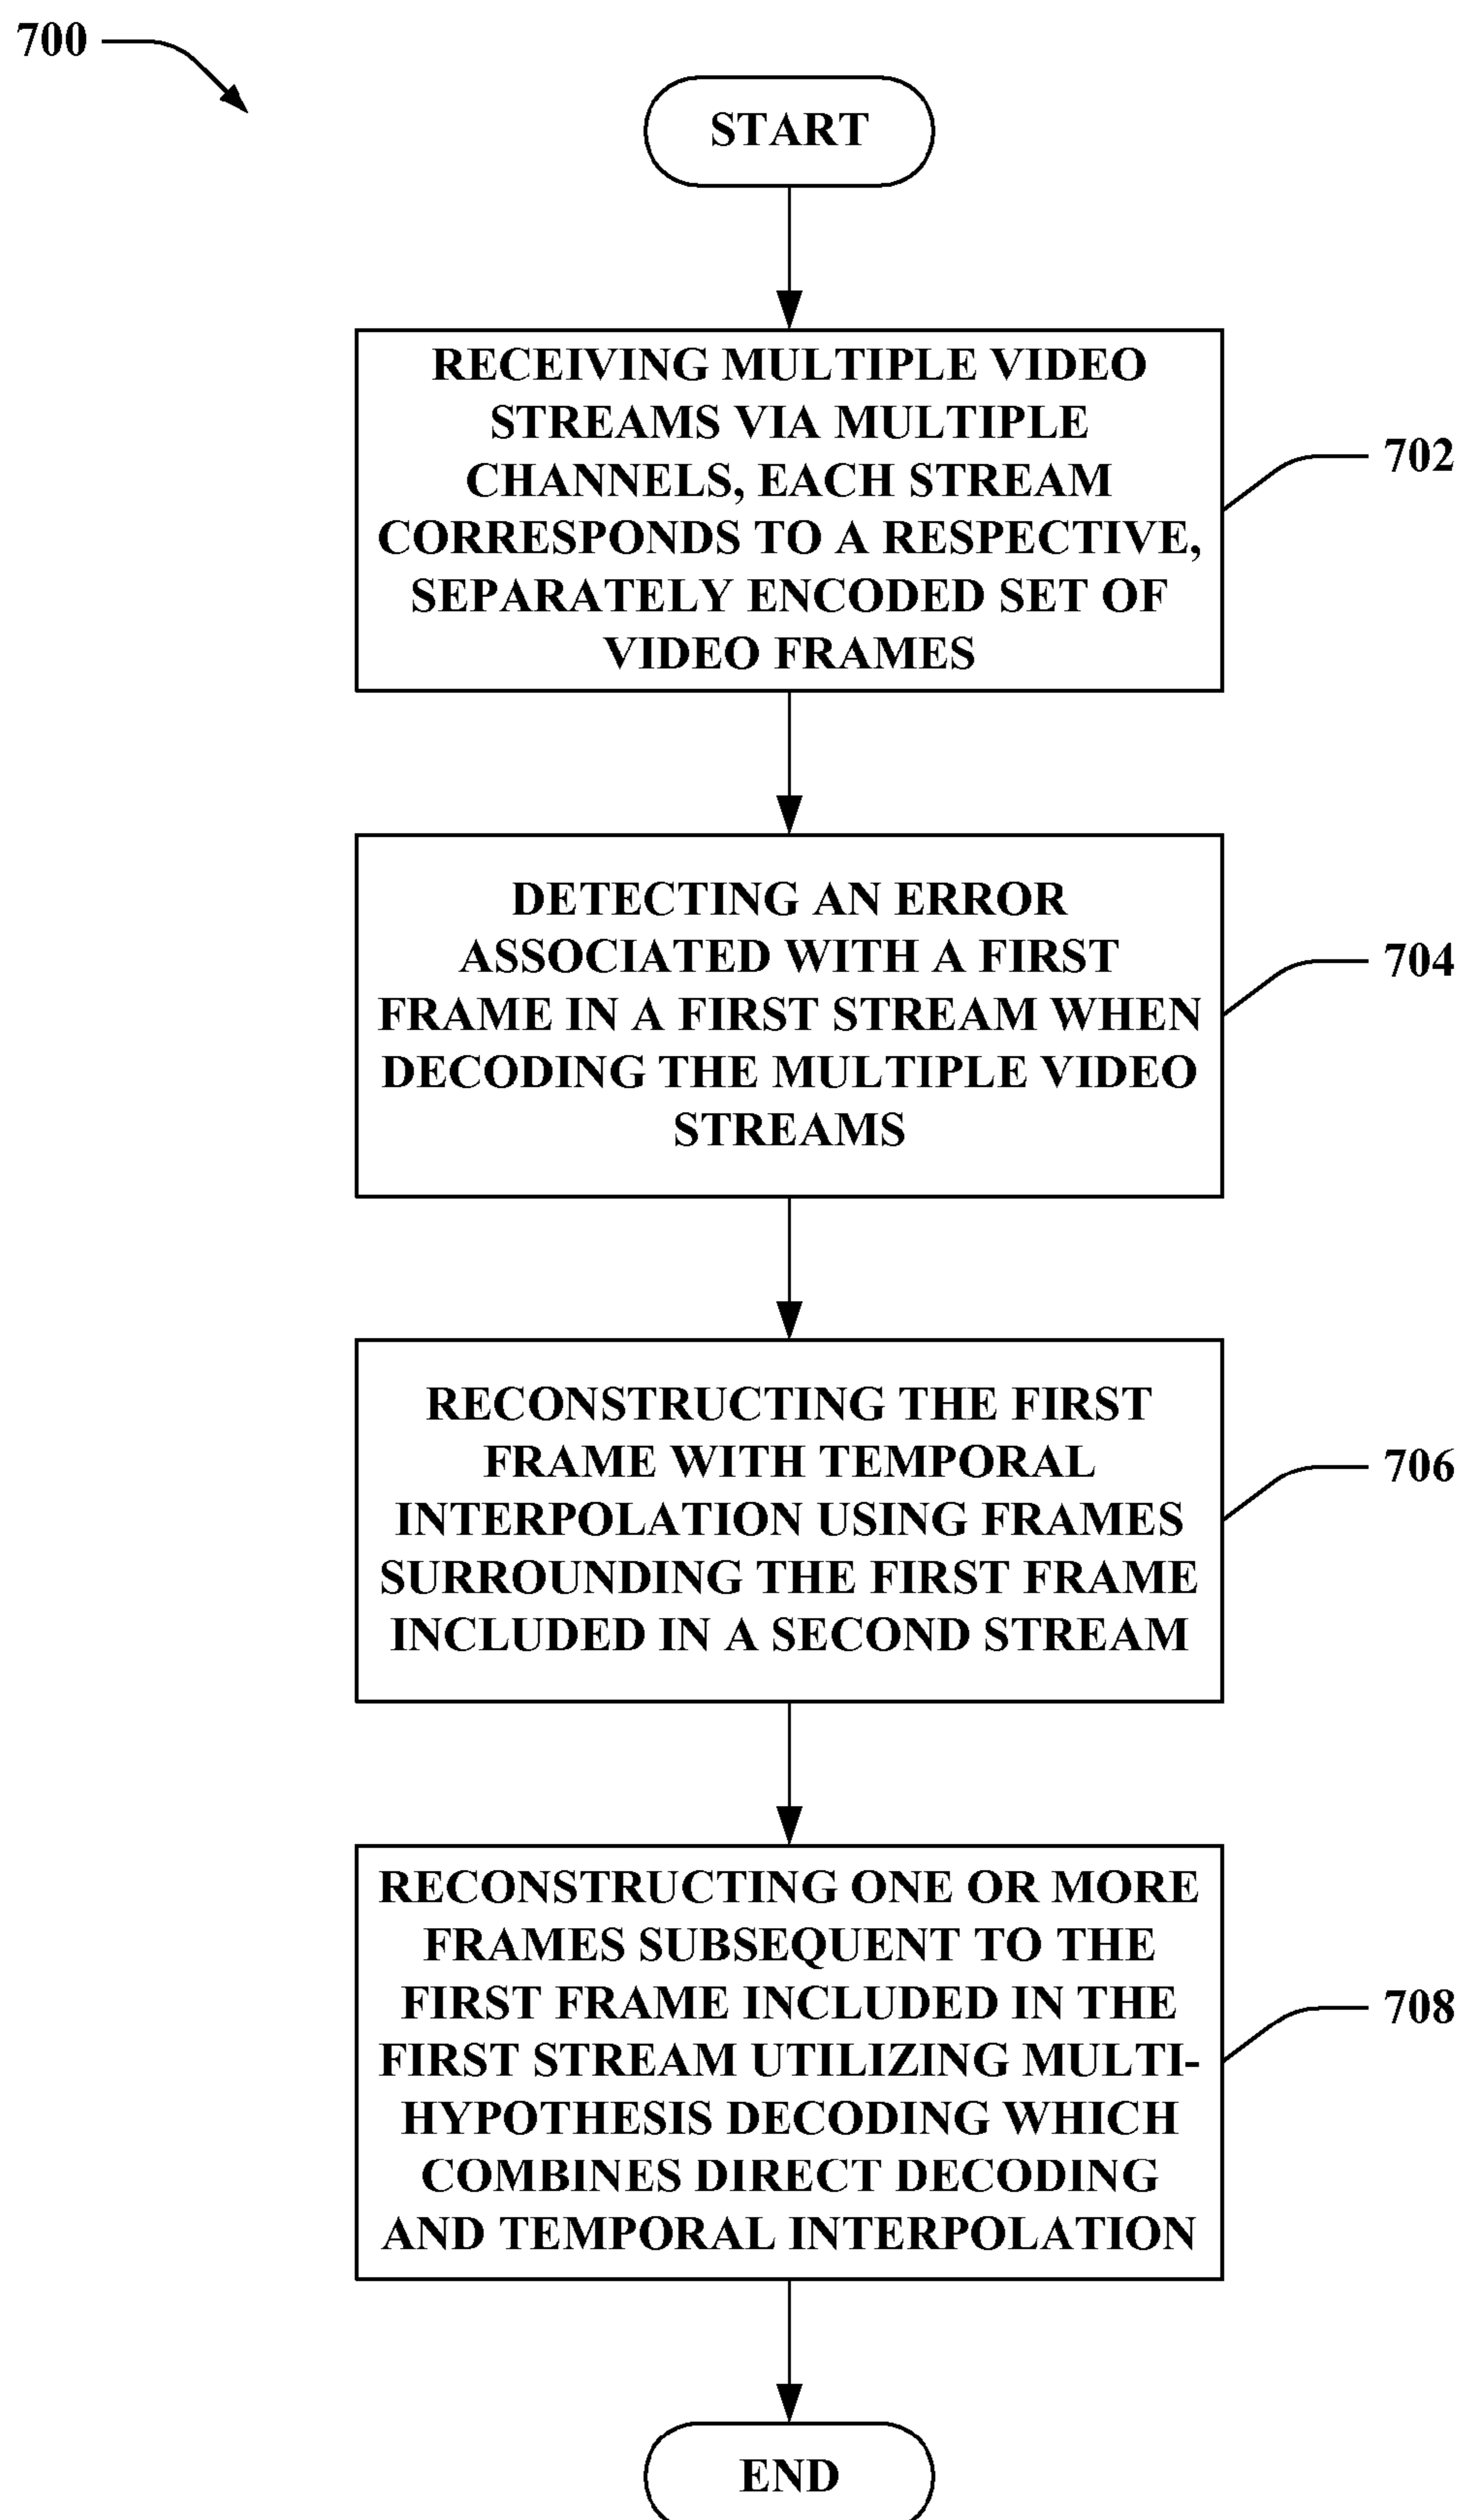 700
START
RECEIVING MULTIPLE VIDEO
STREAMS VIA MULTIPLE
CHANNELS, EACH STREAM
CORRESPONDS TO A RESPECTIVE,
SEPARATELY ENCODED SET OF
VIDEO FRAMES
702
DETECTING AN ERROR
ASSOCIATED WITH A FIRST
FRAME IN A FIRST STREAM WHEN
DECODING THE MULTIPLE VIDEO
STREAMS
704
RECONSTRUCTING THE FIRST
FRAME WITH TEMPORAL
INTERPOLATION USING FRAMES
SURROUNDING THE FIRST FRAME
INCLUDED IN A SECOND STREAM
706
RECONSTRUCTING ONE OR MORE
FRAMES SUBSEQUENT TO THE
FIRST FRAME INCLUDED IN THE
FIRST STREAM UTILIZING MULTI-
HYPOTHESIS DECODING WHICH
COMBINES DIRECT DECODING
AND TEMPORAL INTERPOLATION
708
END